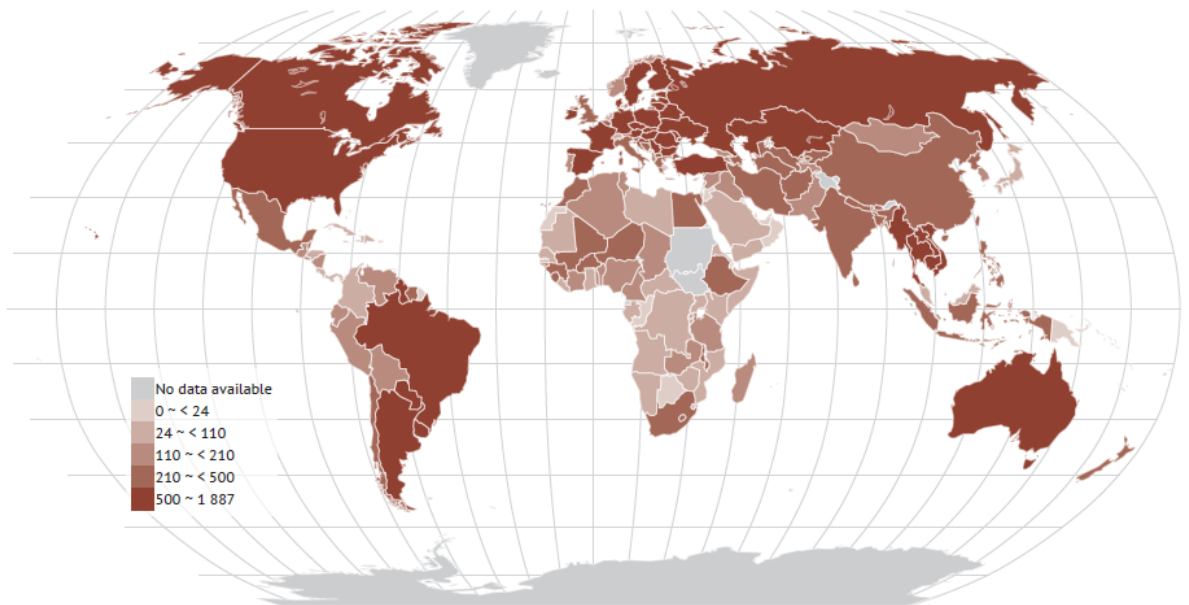 No data available
0 ~ < 24
24 ~ < 110
110 ~ < 210
210 ~ < 500
500 ~ 1 887